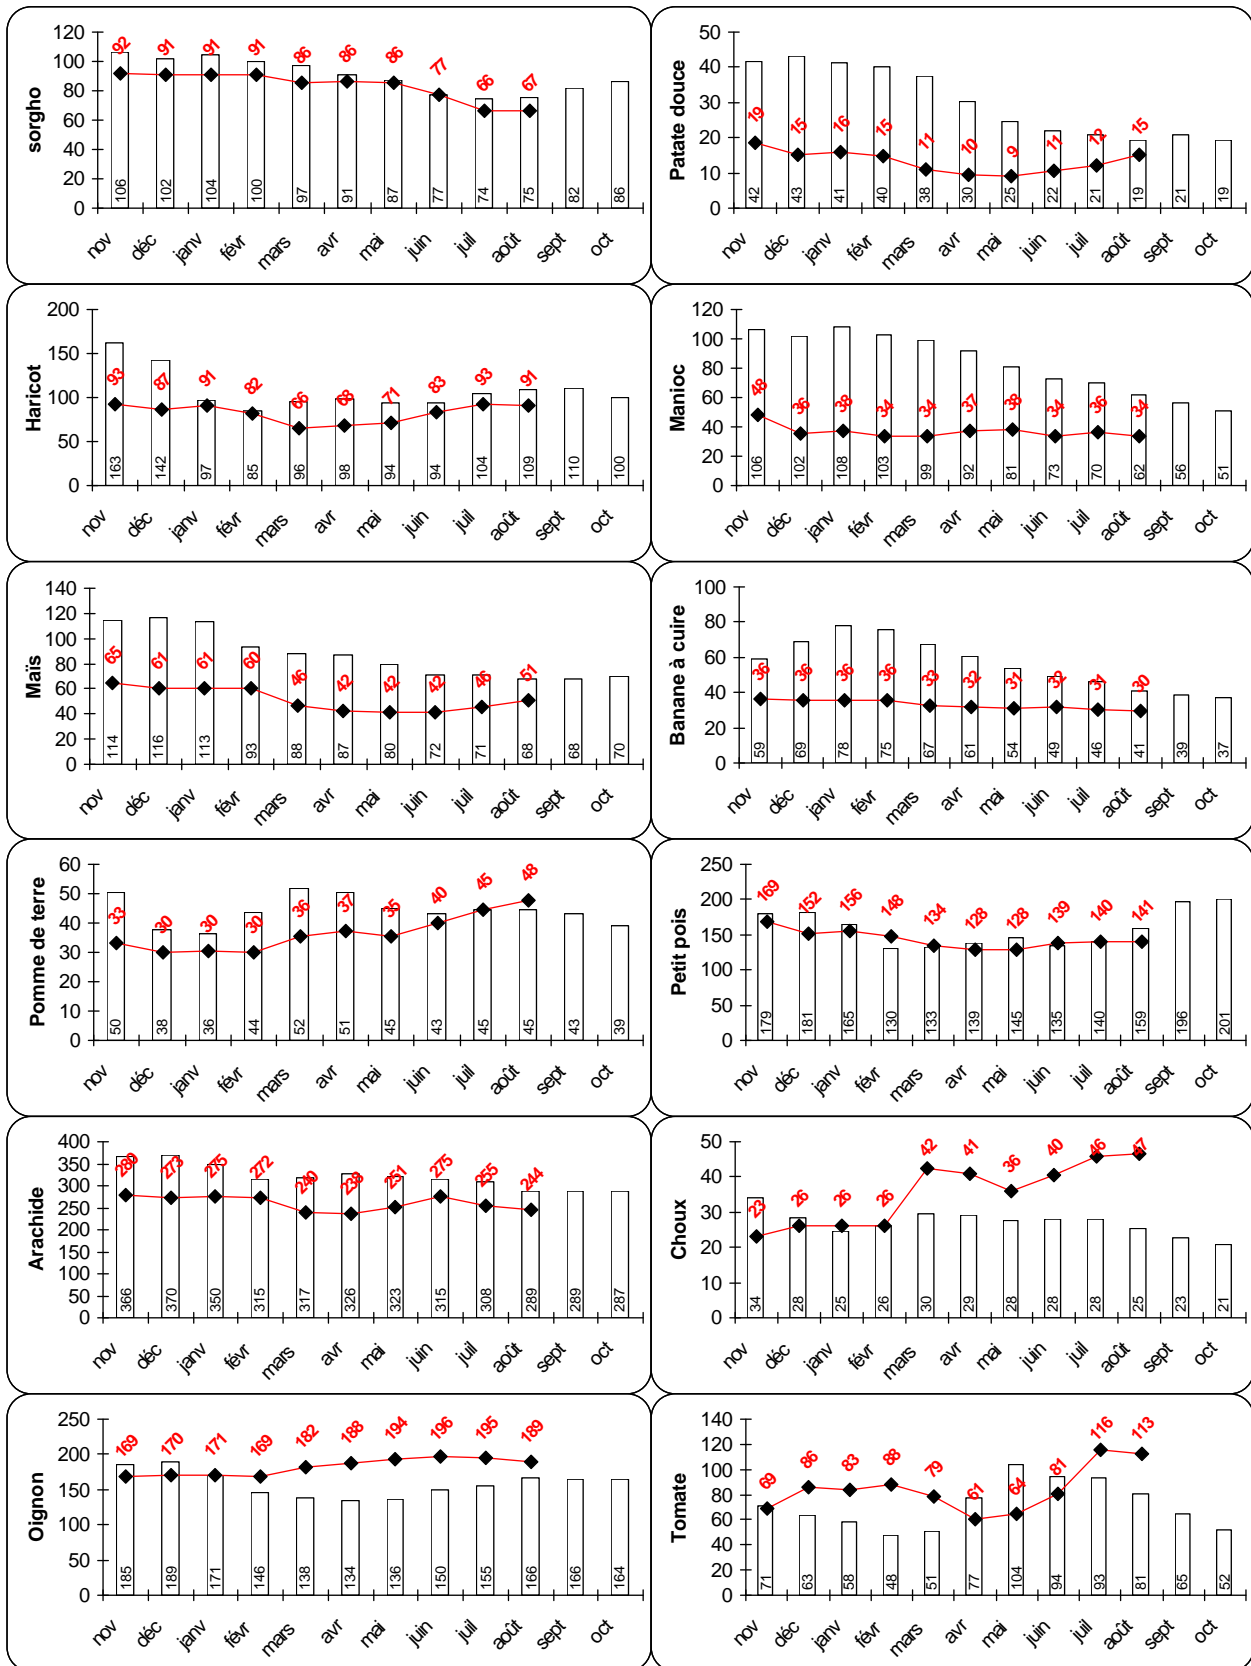 sorgho
120
100
80
60
40
20
0
92 91 91 91 86 86 86 77 66 67
106 102 104 100 97 91 87 77 74 75 82 86
nov déc janv févr mars avr mai juin juil août sept oct
Patate douce
50
40
30
20
10
0
19 15 16 15 11 10 9 11 12 15
42 43 41 40 38 30 25 22 21 19 21 19
nov déc janv févr mars avr mai juin juil août sept oct
Haricot
200
150
100
50
0
93 87 91 82 66 68 71 83 93 91
163 142 97 85 96 98 94 94 104 109 110 100
nov déc janv févr mars avr mai juin juil août sept oct
Manioc
120
100
80
60
40
20
0
48 36 38 34 34 37 38 34 36 34
106 102 108 103 99 92 81 73 70 62 56 51
nov déc janv févr mars avr mai juin juil août sept oct
Maïs
140
120
100
80
60
40
20
0
65 61 61 60 46 42 42 42 46 51
114 116 113 93 88 87 80 72 71 68 68 70
nov déc janv févr mars avr mai juin juil août sept oct
Banane à cuire
100
80
60
40
20
0
36 36 36 36 33 32 31 32 31 30
59 69 78 75 67 61 54 49 46 41 39 37
nov déc janv févr mars avr mai juin juil août sept oct
Pomme de terre
60
50
40
30
20
10
0
33 30 30 30 36 37 35 40 45 48
50 38 36 44 52 51 45 43 45 45 43 39
nov déc janv févr mars avr mai juin juil août sept oct
Petit pois
250
200
150
100
50
0
169 152 156 148 134 128 128 139 140 141
179 181 165 130 133 139 145 135 140 159 196 201
nov déc janv févr mars avr mai juin juil août sept oct
Arachide
400
350
300
250
200
150
100
50
0
280 273 275 272 240 238 251 275 255 244
366 370 350 315 317 326 323 315 308 289 289 287
nov déc janv févr mars avr mai juin juil août sept oct
Choux
50
40
30
20
10
0
23 26 26 26 42 41 36 40 46 47
34 28 25 26 30 29 28 28 28 25 23 21
nov déc janv févr mars avr mai juin juil août sept oct
Oignon
250
200
150
100
50
0
169 170 171 169 182 188 194 196 195 189
185 189 171 146 138 134 136 150 155 166 166 164
nov déc janv févr mars avr mai juin juil août sept oct
Tomate
140
120
100
80
60
40
20
0
69 86 83 88 79 61 64 81 116 113
71 63 58 48 51 77 104 94 93 81 65 52
nov déc janv févr mars avr mai juin juil août sept oct